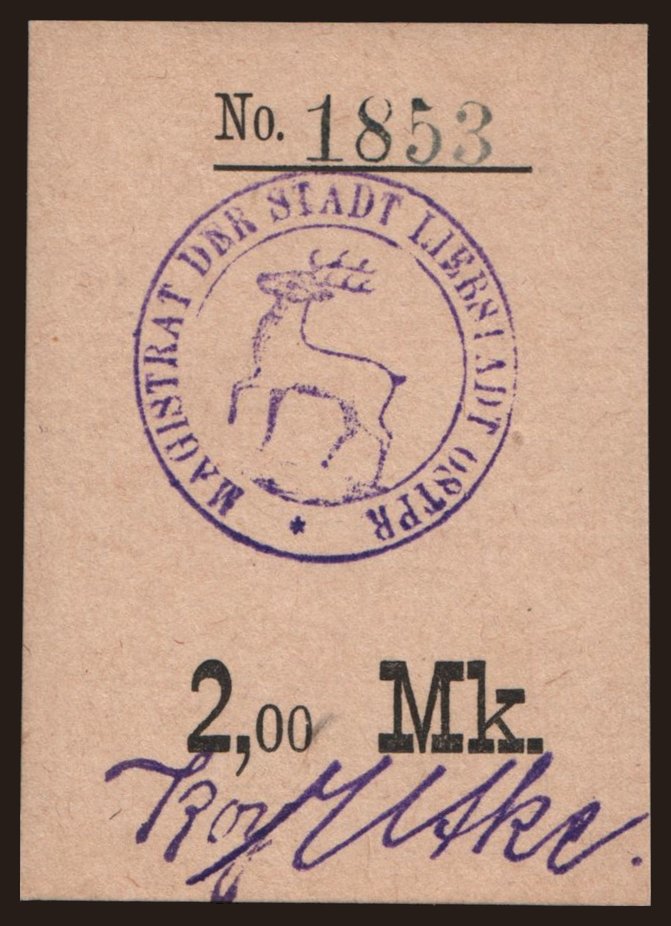 No. 1853
MAGISTRAT DER STADT LIEBSTADT OSTPR *
2,00 Mk.